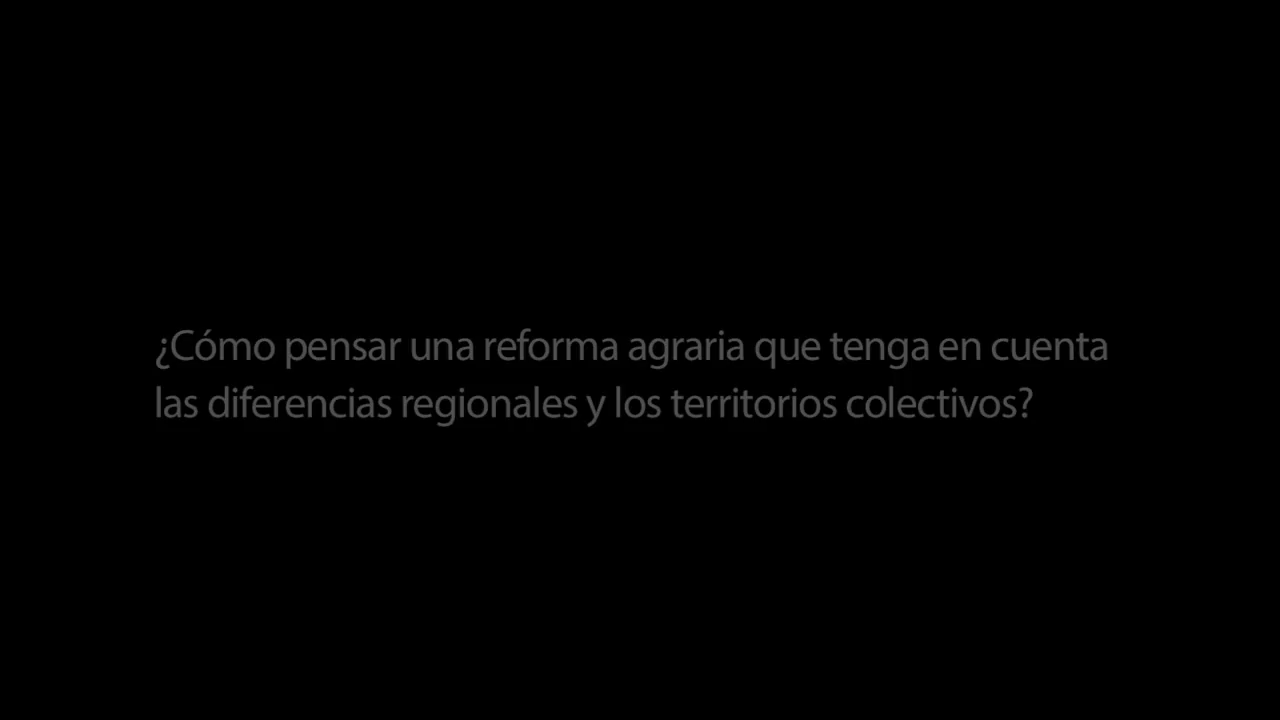 ¿Cómo pensar una reforma agraria que tenga en cuenta
las diferencias regionales y los territorios colectivos?